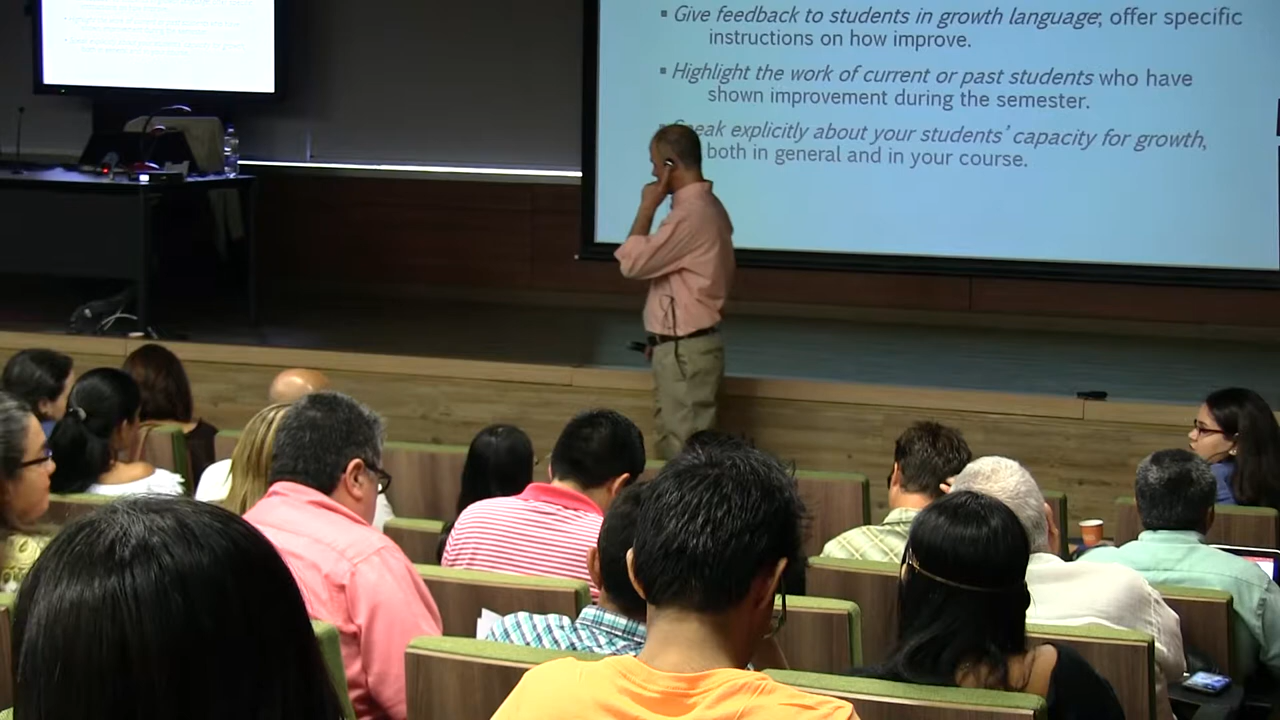 ▪ Give feedback to students in growth language; offer specific
instructions on how improve.
▪ Highlight the work of current or past students who have
shown improvement during the semester.
Speak explicitly about your students' capacity for growth,
both in general and in your course.